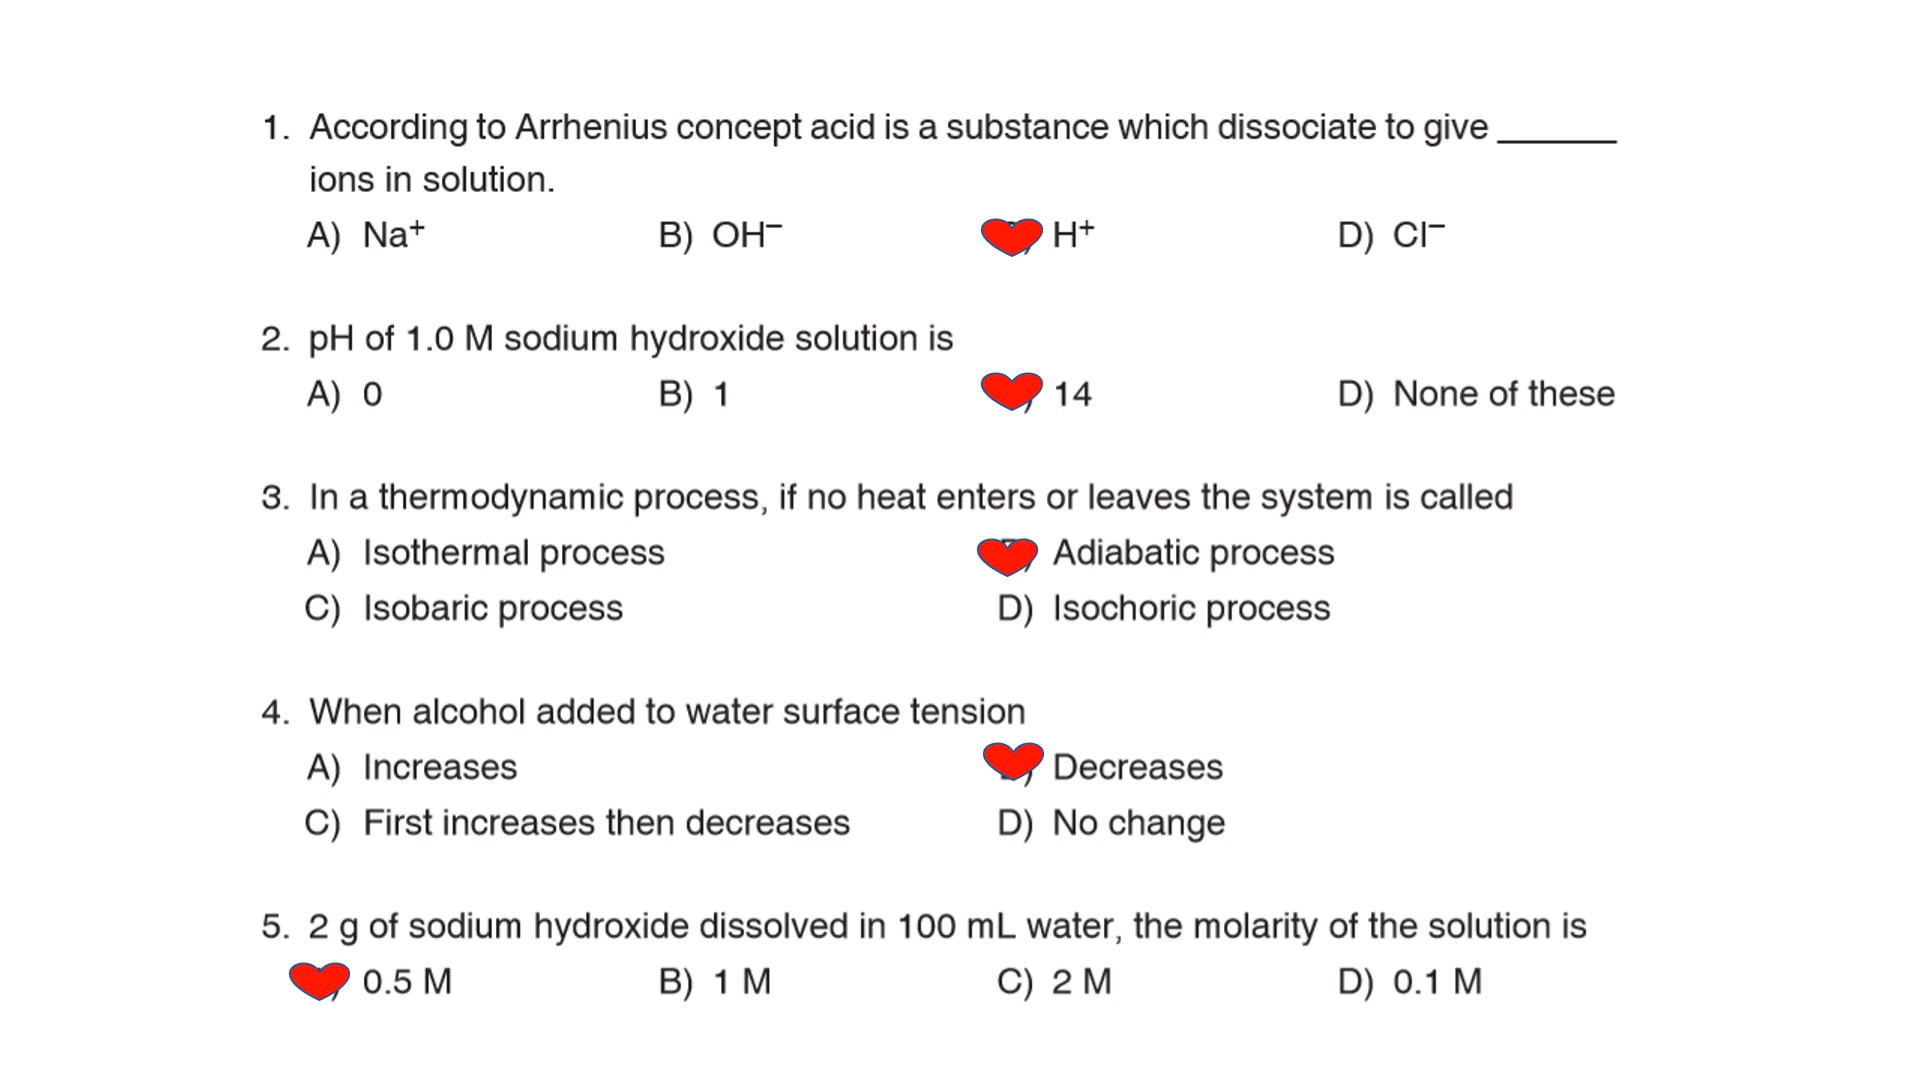 1. According to Arrhenius concept acid is a substance which dissociate to give _______
ions in solution.
A) Na⁺ B) OH⁻ H⁺ D) Cl⁻
2. pH of 1.0 M sodium hydroxide solution is
A) 0 B) 1 14 D) None of these
3. In a thermodynamic process, if no heat enters or leaves the system is called
A) Isothermal process Adiabatic process
C) Isobaric process D) Isochoric process
4. When alcohol added to water surface tension
A) Increases Decreases
C) First increases then decreases D) No change
5. 2 g of sodium hydroxide dissolved in 100 mL water, the molarity of the solution is
0.5 M B) 1 M C) 2 M D) 0.1 M